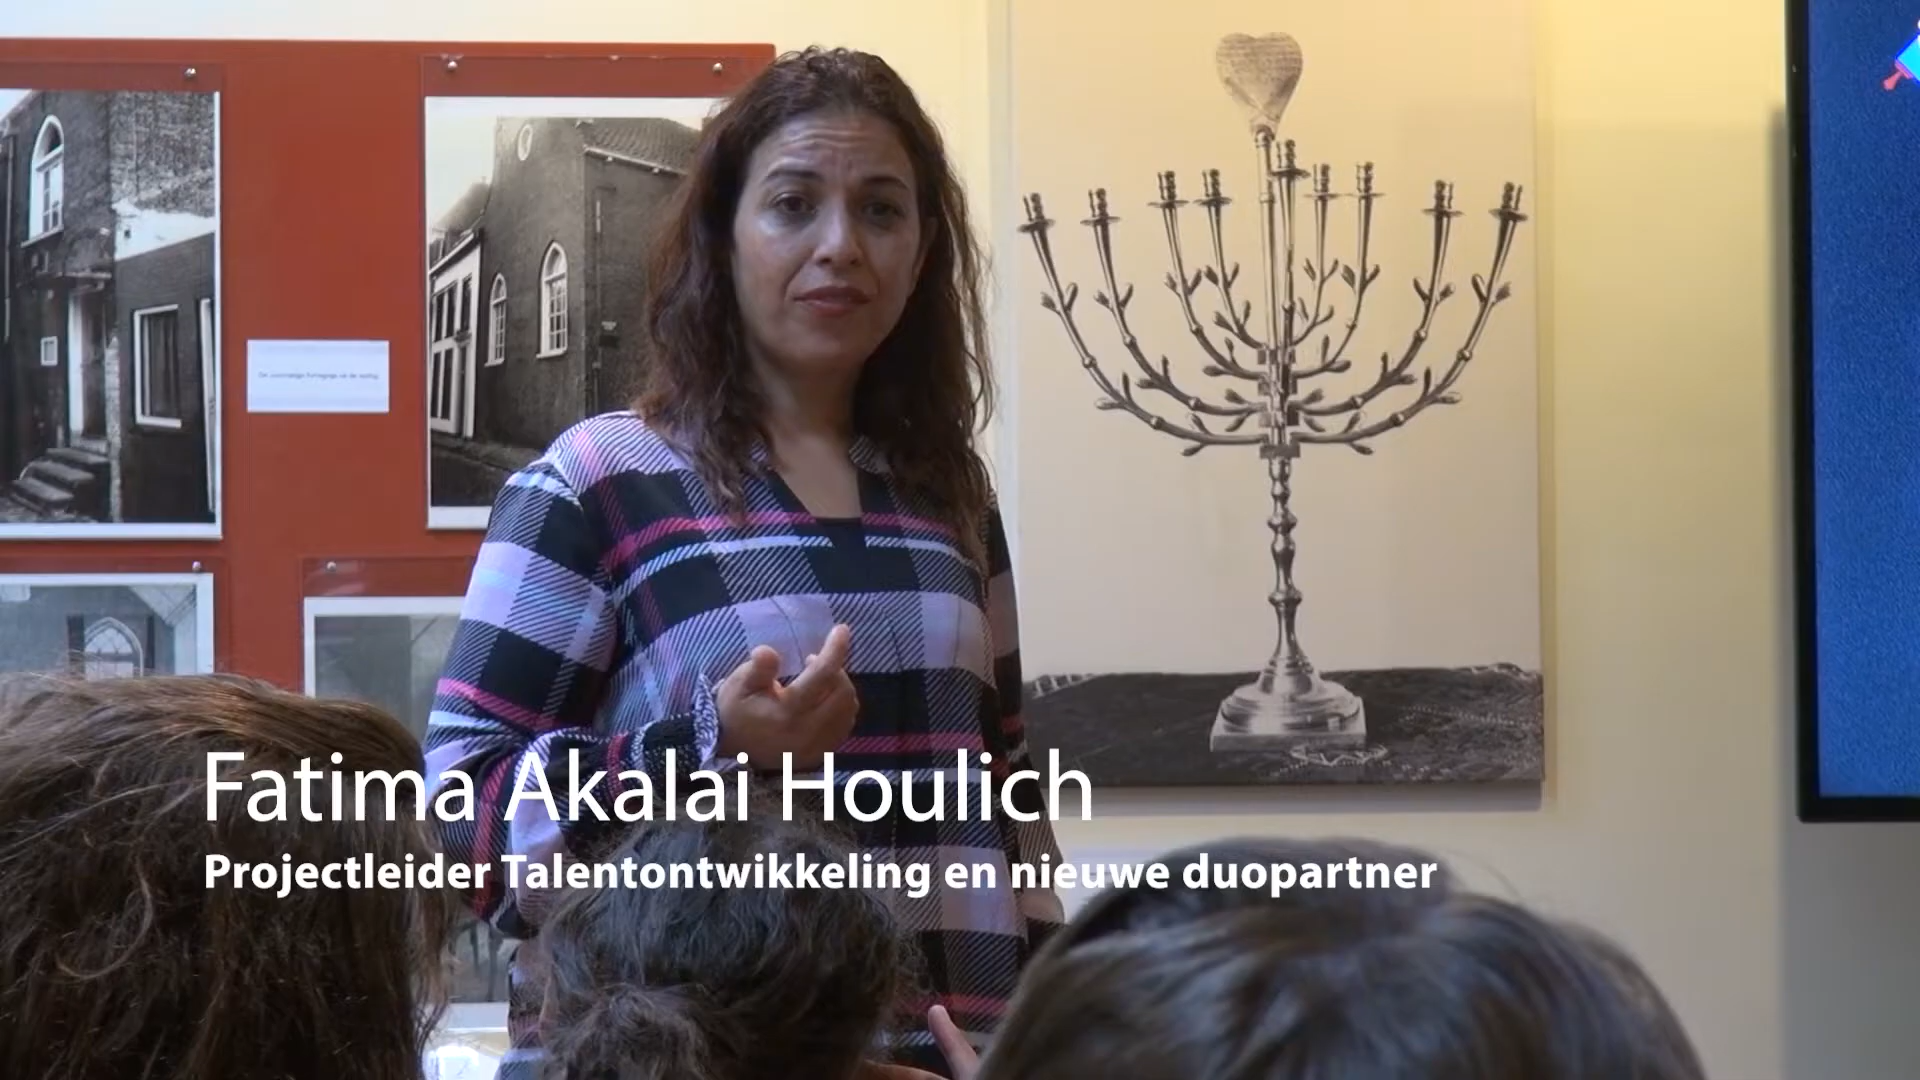 Fatima Akalai Houlich
Projectleider Talentontwikkeling en nieuwe duopartner